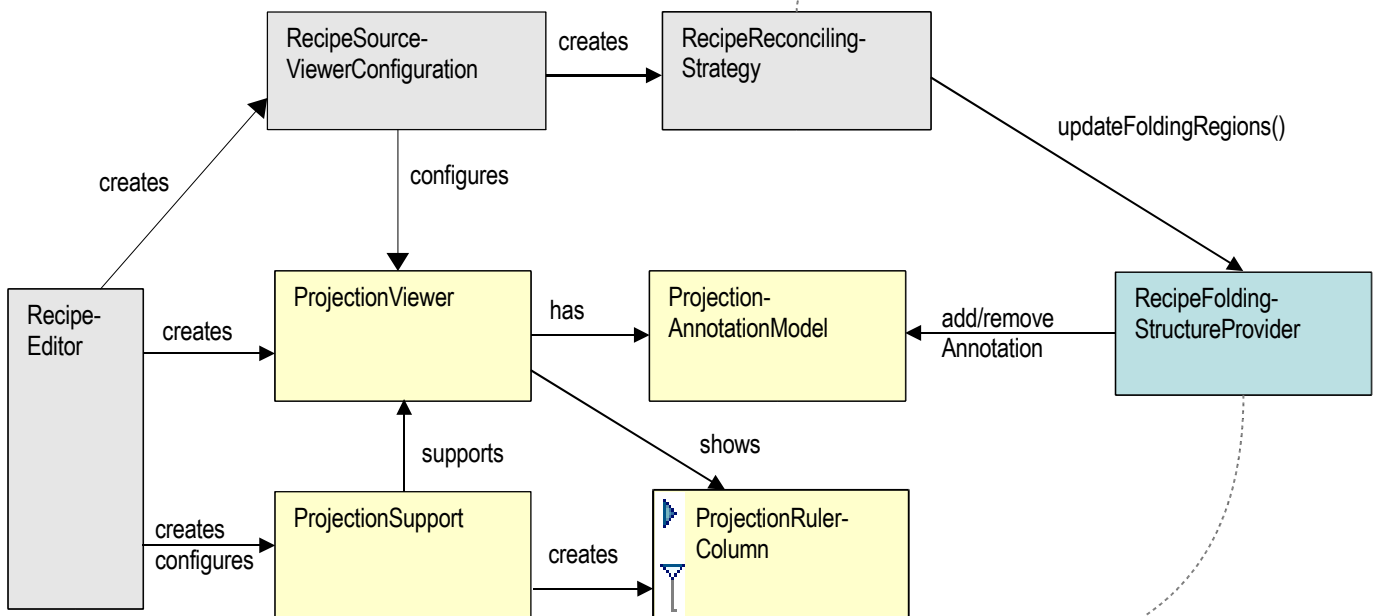 RecipeSource-
ViewerConfiguration
creates
RecipeReconciling-
Strategy
updateFoldingRegions()
creates
configures
Recipe-
Editor
creates
ProjectionViewer
has
Projection-
AnnotationModel
add/remove
Annotation
RecipeFolding-
StructureProvider
supports
shows
creates
configures
ProjectionSupport
creates
ProjectionRuler-
Column